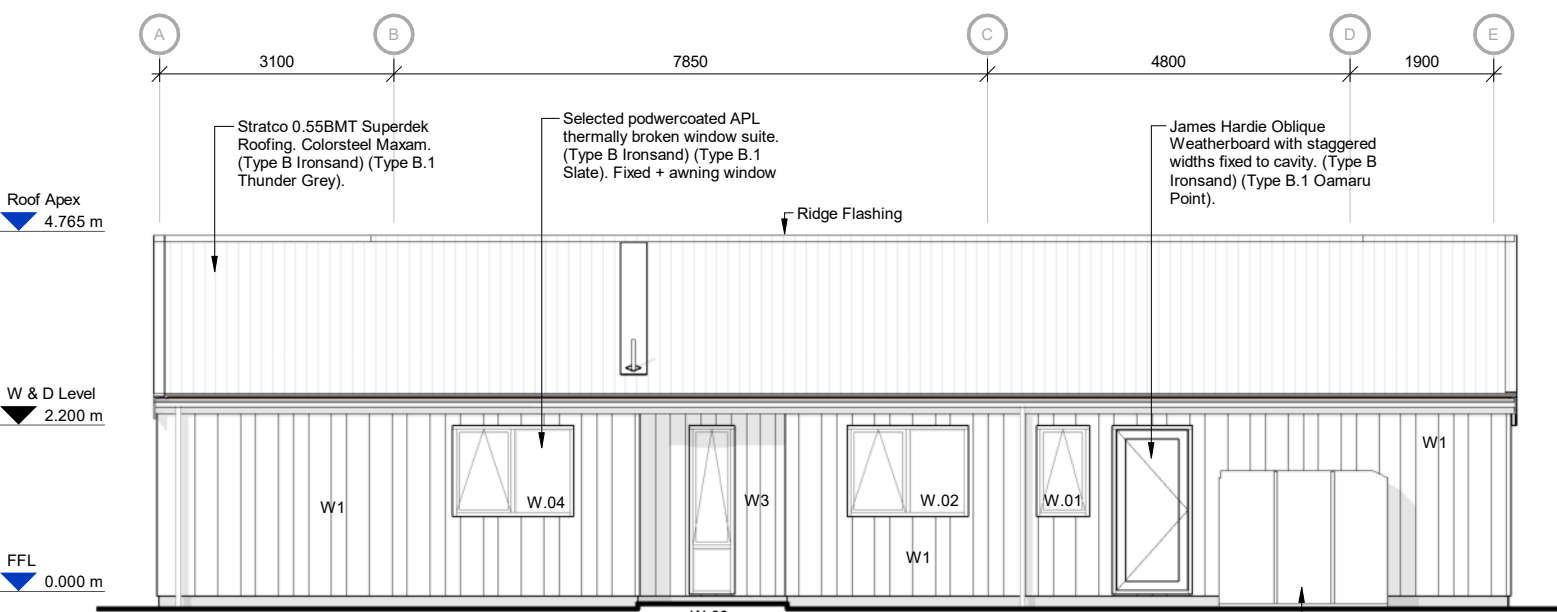 A
B
C
D
E
3100
7850
4800
1900
Stratco 0.55BMT Superdek
Roofing. Colorsteel Maxam.
(Type B Ironsand) (Type B.1
Thunder Grey).
Selected podwercoated APL
thermally broken window suite.
(Type B Ironsand) (Type B.1
Slate). Fixed + awning window
James Hardie Oblique
Weatherboard with staggered
widths fixed to cavity. (Type B
Ironsand) (Type B.1 Oamaru
Point).
Roof Apex
4.765 m
Ridge Flashing
W & D Level
2.200 m
W1
W1
W.04
W3
W.02
W.01
W1
FFL
0.000 m